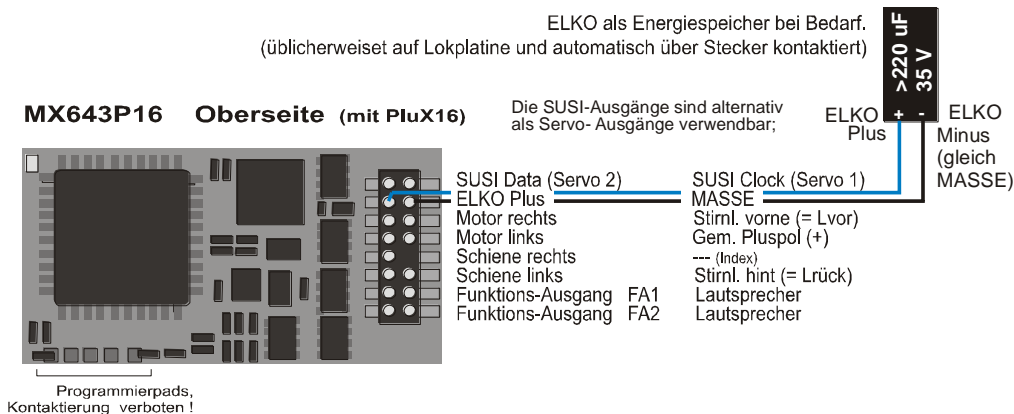 ELKO als Energiespeicher bei Bedarf.
(üblicherweiset auf Lokplatine und automatisch über Stecker kontaktiert)
>220 uF
35 V
+ -
MX643P16 Oberseite (mit PluX16)
Die SUSI-Ausgänge sind alternativ
als Servo- Ausgänge verwendbar;
ELKO
Plus
ELKO
Minus
(gleich
MASSE)
SUSI Data (Servo 2) SUSI Clock (Servo 1)
ELKO Plus MASSE
Motor rechts Stirnl. vorne (= Lvor)
Motor links Gem. Pluspol (+)
Schiene rechts --- (Index)
Schiene links Stirnl. hint (= Lrück)
Funktions-Ausgang FA1 Lautsprecher
Funktions-Ausgang FA2 Lautsprecher
Programmierpads,
Kontaktierung verboten !